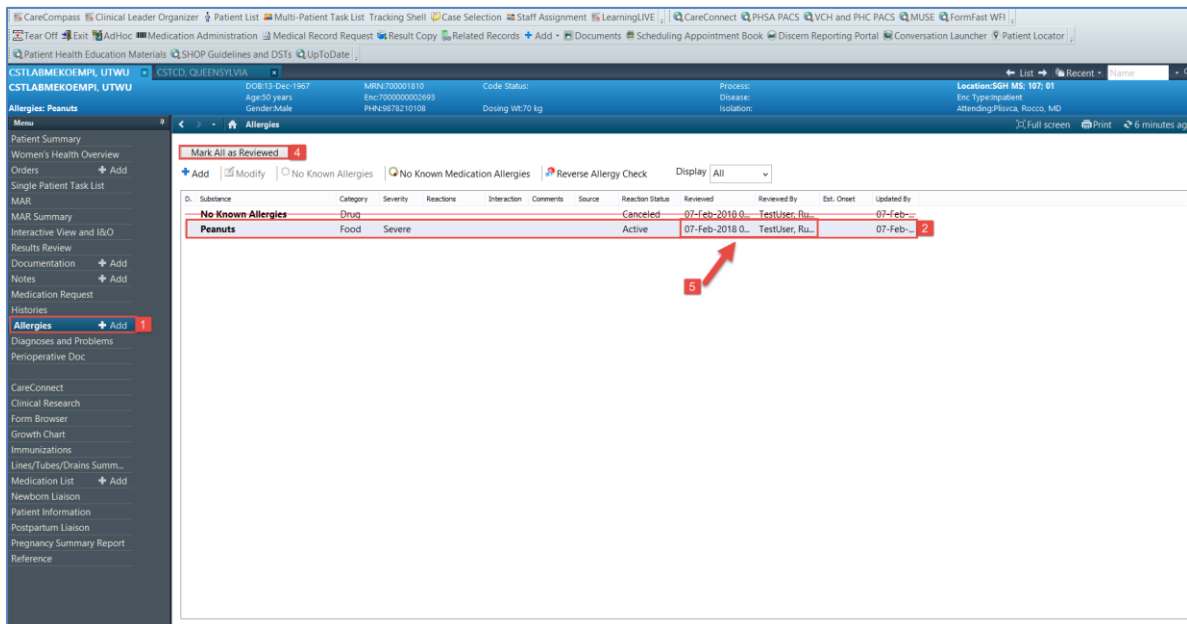 CareCompass Clinical Leader Organizer Patient List Multi-Patient Task List Tracking Shell Case Selection Staff Assignment LearningLIVE CareConnect PHSA PACS VCH and PHC PACS MUSE FormFast WFI
Tear Off Exit AdHoc Medication Administration Medical Record Request Result Copy Related Records + Add Documents Scheduling Appointment Book Discern Reporting Portal Conversation Launcher Patient Locator
Patient Health Education Materials SHOP Guidelines and DSTs UpToDate
CSTLABMEKOEMPI, UTWU CSTCD, QUEENSYLVIA List Recent Name
CSTLABMEKOEMPI, UTWU DOB:13-Dec-1967 MRN:700001810 Code Status: Process: Location:SGH MS; 107; 01
Age:50 years Enc:7000000002693 Disease: Enc Type:Inpatient
Allergies: Peanuts Gender:Male PHN:9878210108 Dosing Wt:70 kg Isolation: Attending:Plisvca, Rocco, MD
Menu < > Allergies Full screen Print 6 minutes ag
Patient Summary
Women's Health Overview
Orders + Add
Single Patient Task List
MAR
MAR Summary
Interactive View and I&O
Results Review
Documentation + Add
Notes + Add
Medication Request
Histories
Allergies + Add 1
Diagnoses and Problems
Perioperative Doc
CareConnect
Clinical Research
Form Browser
Growth Chart
Immunizations
Lines/Tubes/Drains Summ...
Medication List + Add
Newborn Liaison
Patient Information
Postpartum Liaison
Pregnancy Summary Report
Reference
Mark All as Reviewed 4
+ Add Modify No Known Allergies No Known Medication Allergies Reverse Allergy Check Display All
D. Substance Category Severity Reactions Interaction Comments Source Reaction Status Reviewed Reviewed By Est. Onset Updated By
No Known Allergies Drug Canceled 07-Feb-2018 0... TestUser, Ru... 07-Feb-...
Peanuts Food Severe Active 07-Feb-2018 0... TestUser, Ru... 07-Feb-... 2
5